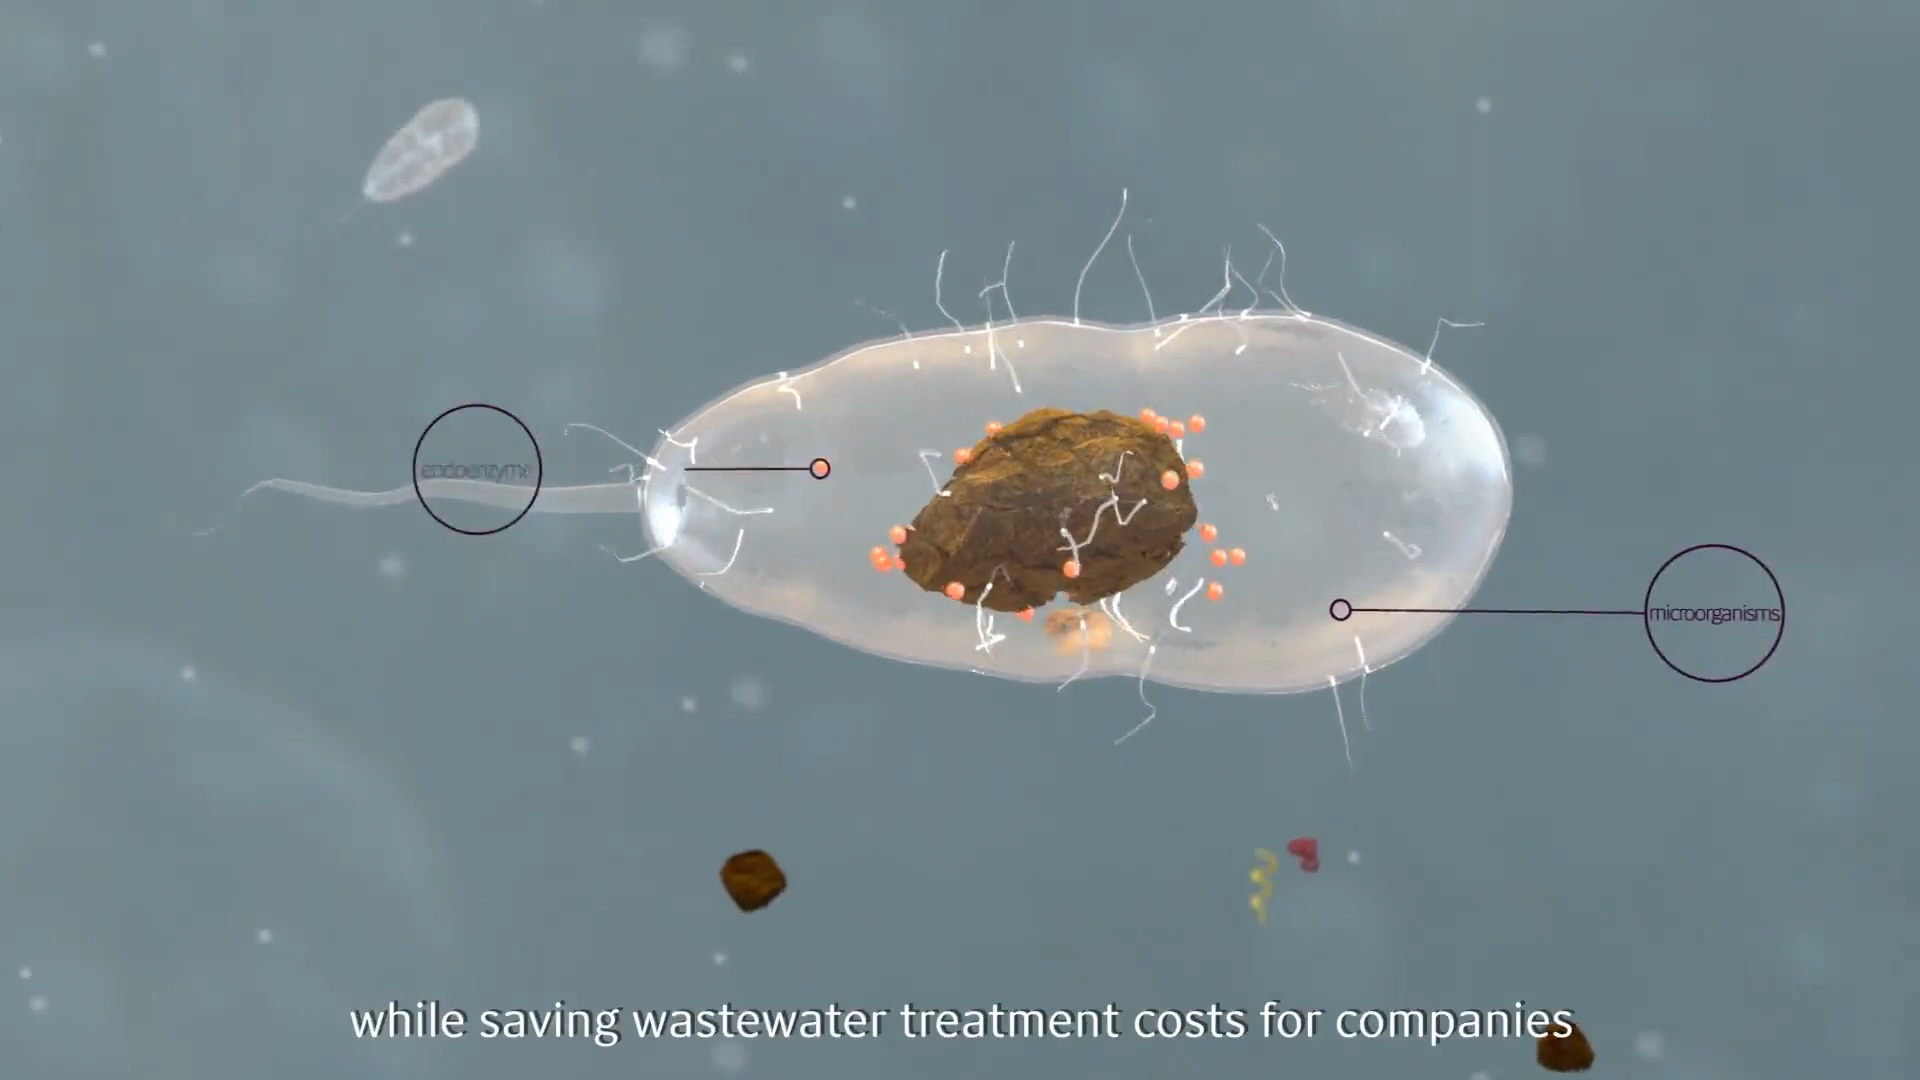 endoenzyme
microorganisms
while saving wastewater treatment costs for companies